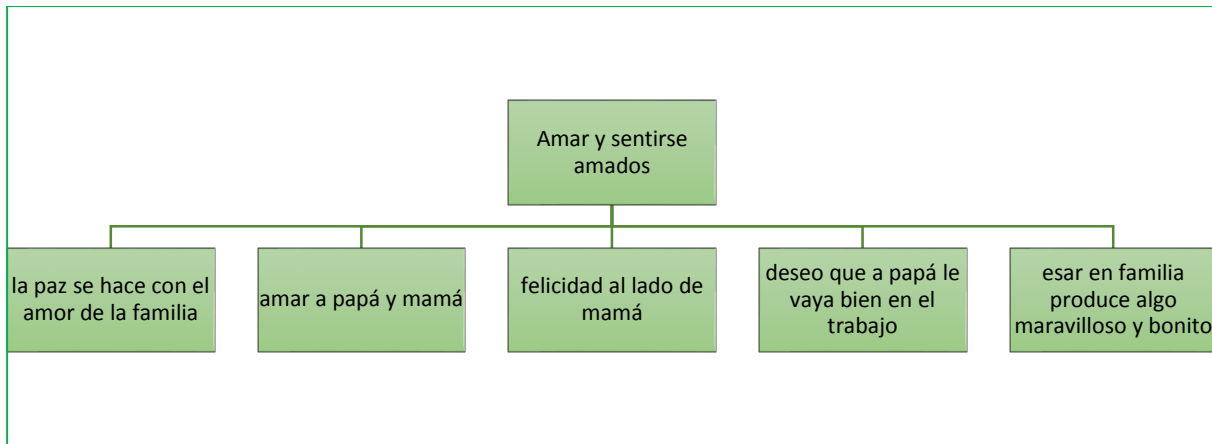 Amar y sentirse
amados
la paz se hace con el
amor de la familia
amar a papá y mamá
felicidad al lado de
mamá
deseo que a papá le
vaya bien en el
trabajo
esar en familia
produce algo
maravilloso y bonito